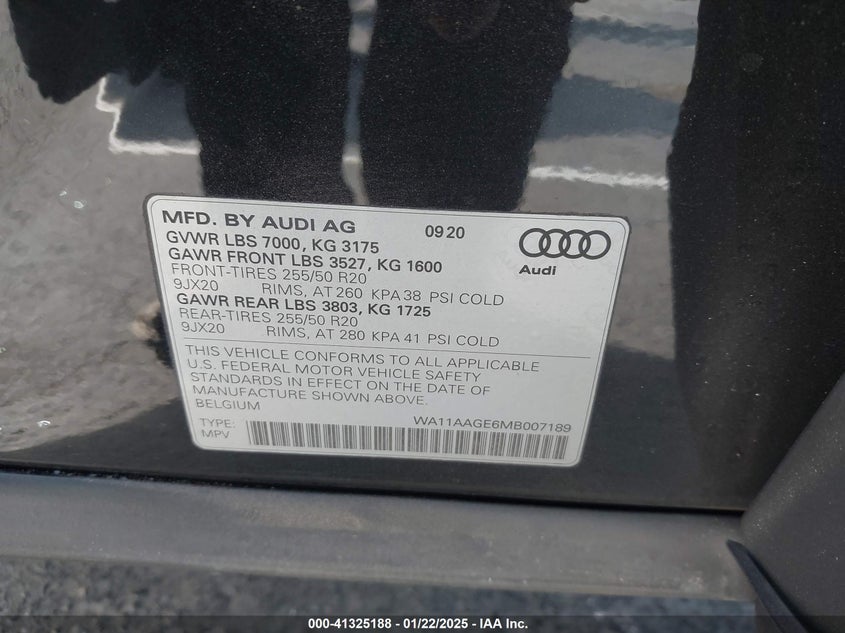 MFD. BY AUDI AG 09 20
GVWR LBS 7000, KG 3175
GAWR FRONT LBS 3527, KG 1600
FRONT-TIRES 255/50 R20
9JX20 RIMS, AT 260 KPA 38 PSI COLD
GAWR REAR LBS 3803, KG 1725
REAR-TIRES 255/50 R20
9JX20 RIMS, AT 280 KPA 41 PSI COLD
Audi
THIS VEHICLE CONFORMS TO ALL APPLICABLE
U.S. FEDERAL MOTOR VEHICLE SAFETY
STANDARDS IN EFFECT ON THE DATE OF
MANUFACTURE SHOWN ABOVE.
BELGIUM
WA11AAGE6MB007189
TYPE:
MPV
000-41325188 - 01/22/2025 - IAA Inc.